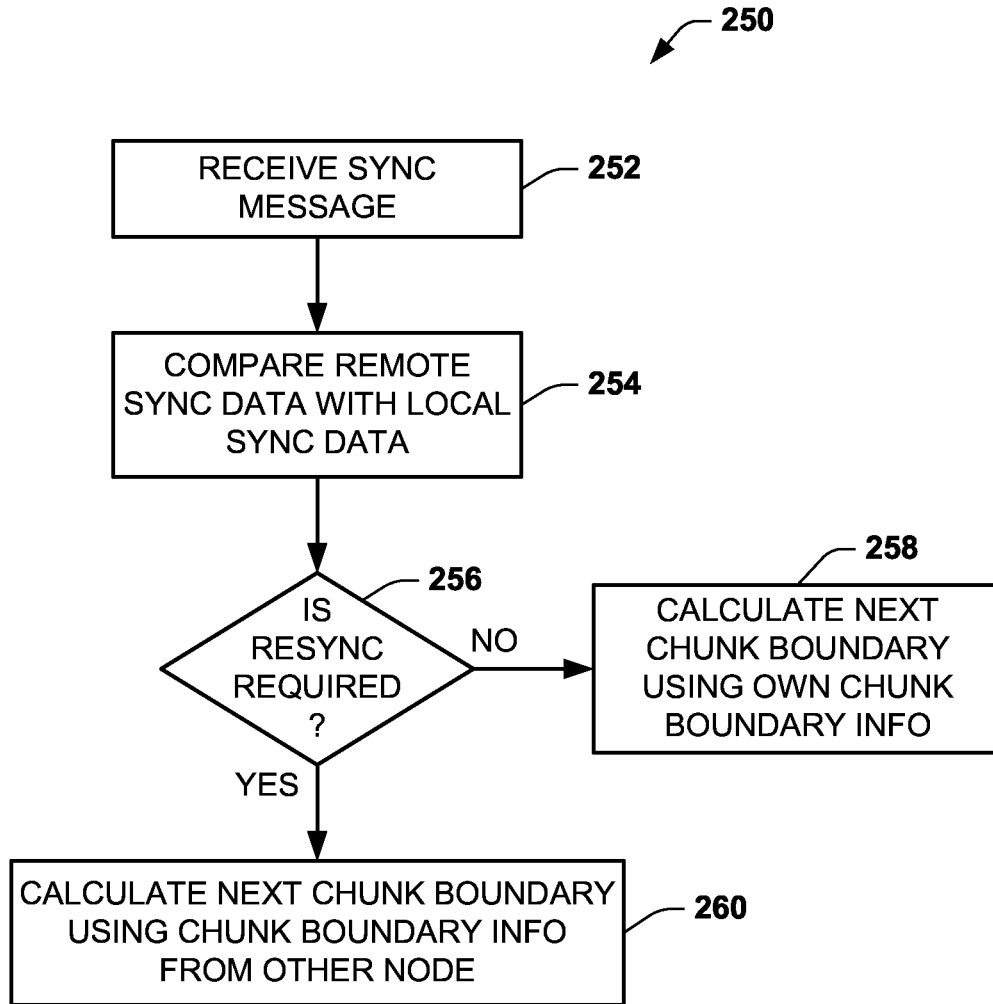 250
RECEIVE SYNC
MESSAGE
252
COMPARE REMOTE
SYNC DATA WITH LOCAL
SYNC DATA
254
256
IS
RESYNC
REQUIRED
?
NO
258
CALCULATE NEXT
CHUNK BOUNDARY
USING OWN CHUNK
BOUNDARY INFO
YES
CALCULATE NEXT CHUNK BOUNDARY
USING CHUNK BOUNDARY INFO
FROM OTHER NODE
260